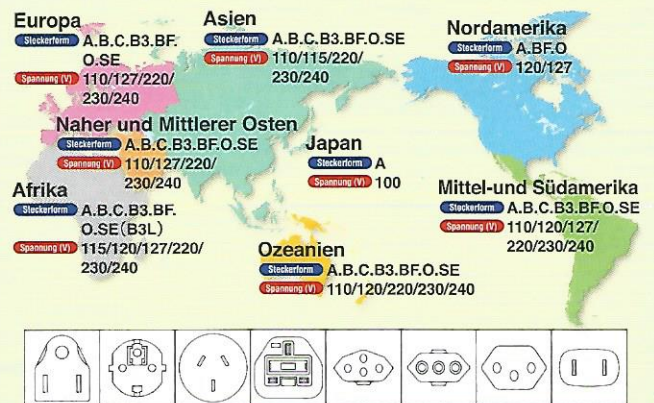 Europa
Steckerform A.B.C.B3.BF.
O.SE
Spannung (V) 110/127/220/
230/240
Asien
Steckerform A.B.C.B3.BF.O.SE
Spannung (V) 110/115/220/
230/240
Nordamerika
Steckerform A.BF.O
Spannung (V) 120/127
Naher und Mittlerer Osten
Steckerform A.B.C.B3.BF.O.SE
Spannung (V) 110/127/220/
230/240
Japan
Steckerform A
Spannung (V) 100
Afrika
Steckerform A.B.C.B3.BF.
O.SE(B3L)
Spannung (V) 115/120/127/220/
230/240
Mittel-und Südamerika
Steckerform A.B.C.B3.BF.O.SE
Spannung (V) 110/120/127/
220/230/240
Ozeanien
Steckerform A.B.C.B3.BF.O.SE
Spannung (V) 110/120/220/230/240